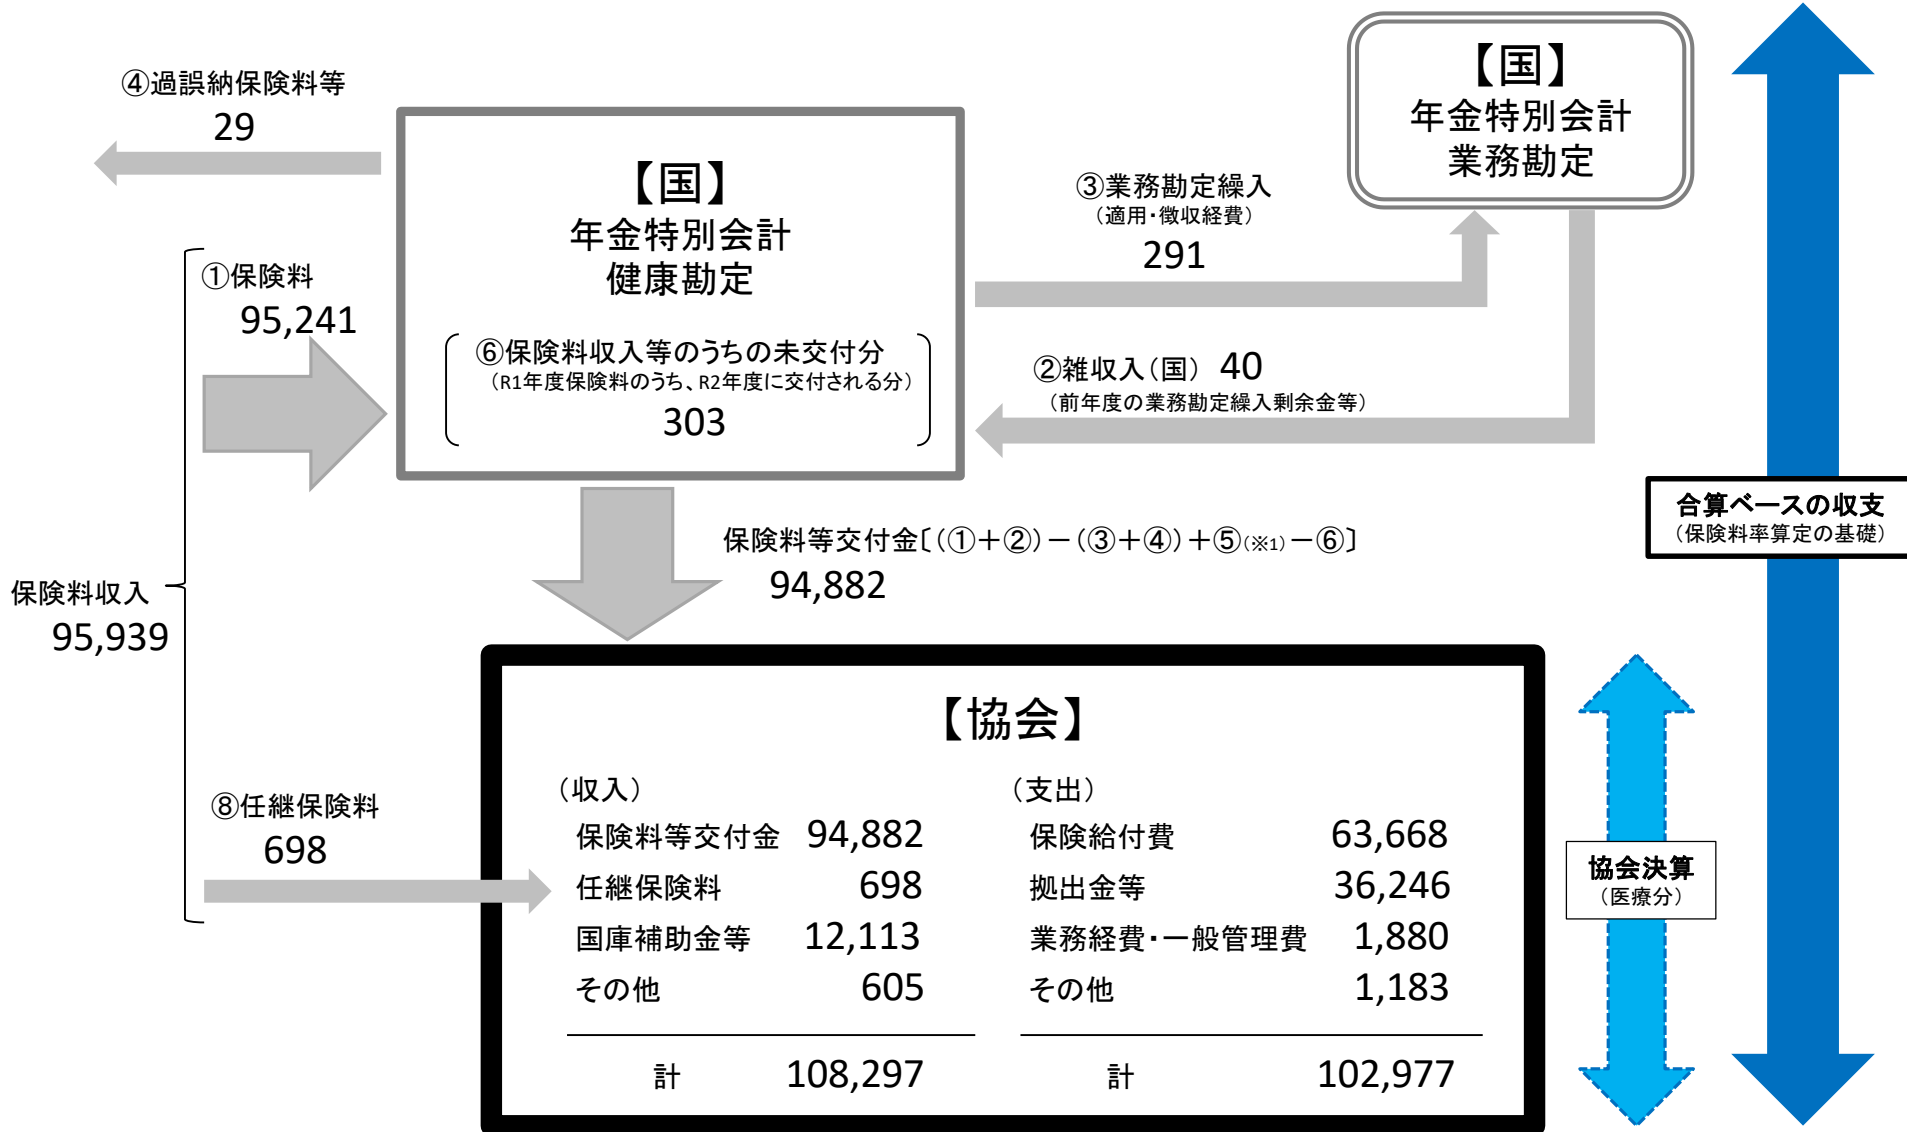 ④過誤納保険料等
29
【国】
年金特別会計
健康勘定
⑥保険料収入等のうちの未交付分
(R1年度保険料のうち、R2年度に交付される分)
303
【国】
年金特別会計
業務勘定
③業務勘定繰入
(適用・徴収経費)
291
②雑収入(国) 40
(前年度の業務勘定繰入剰余金等)
①保険料
95,241
保険料収入
95,939
保険料等交付金〔(①+②)-(③+④)+⑤(※1)-⑥〕
94,882
合算ベースの収支
(保険料率算定の基礎)
⑧任継保険料
698
【協会】
(収入)
保険料等交付金 94,882
任継保険料 698
国庫補助金等 12,113
その他 605
計 108,297
(支出)
保険給付費 63,668
拠出金等 36,246
業務経費・一般管理費 1,880
その他 1,183
計 102,977
協会決算
(医療分)